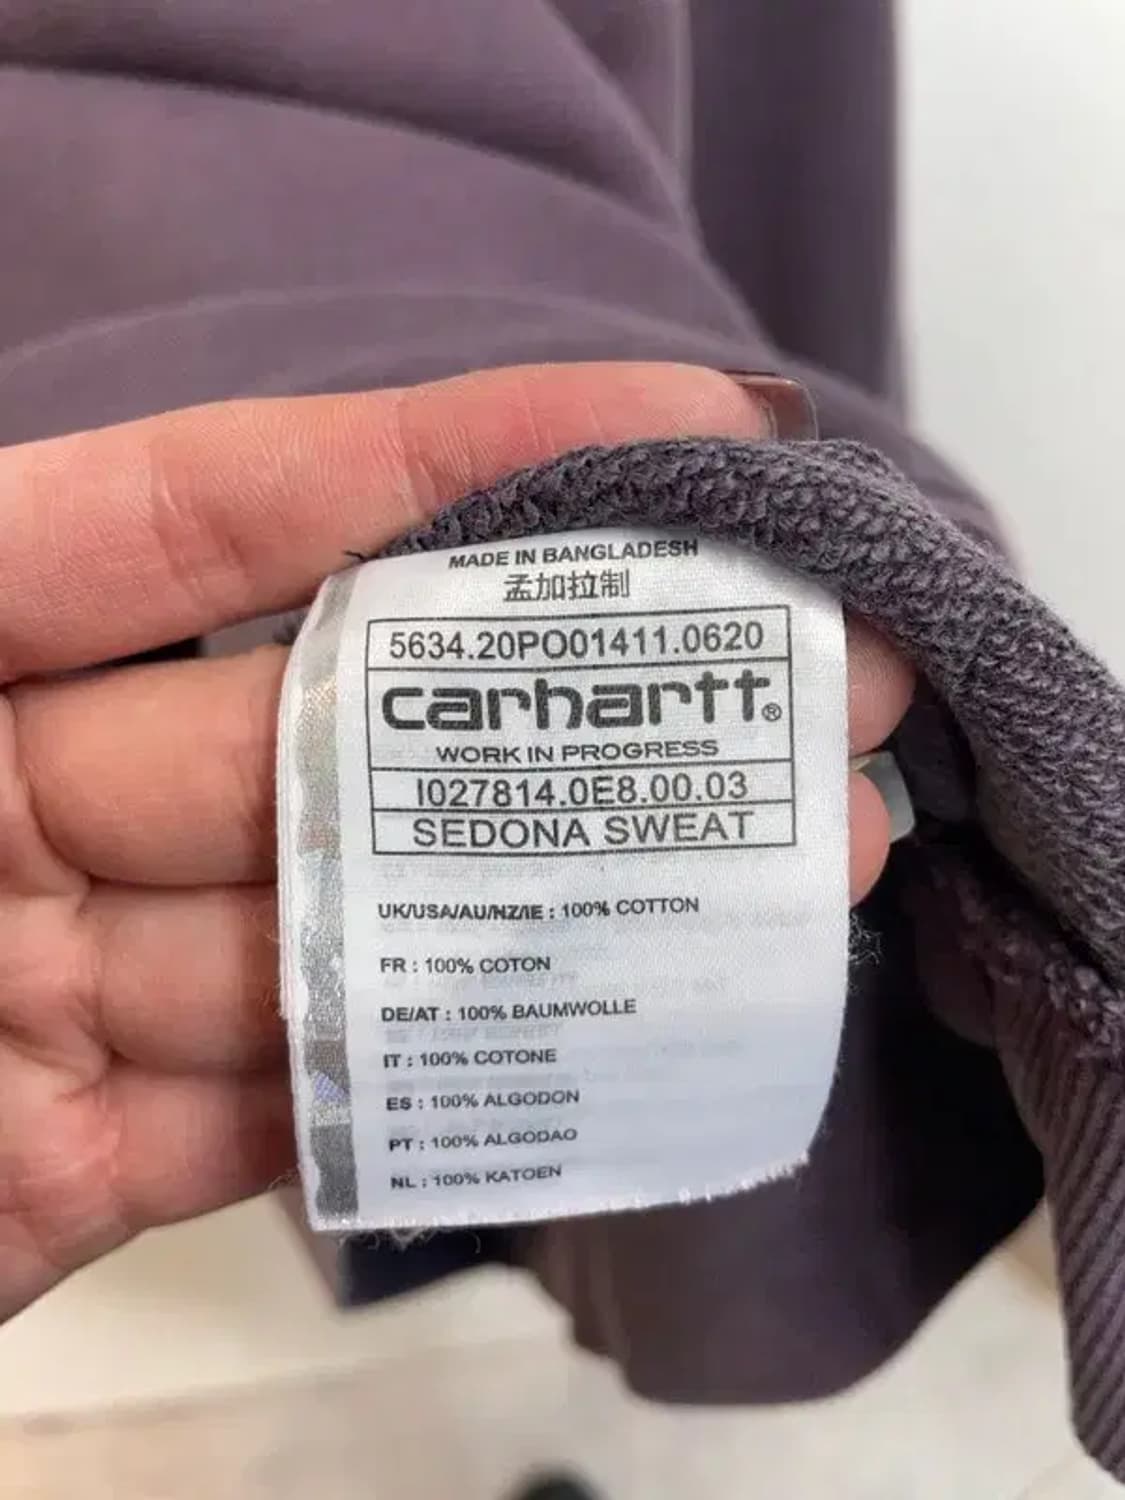 MADE IN BANGLADESH
孟加拉制
5634.20PO01411.0620
carhartt®
WORK IN PROGRESS
I027814.0E8.00.03
SEDONA SWEAT
UK/USA/AU/NZ/IE : 100% COTTON
FR : 100% COTON
DE/AT : 100% BAUMWOLLE
IT : 100% COTONE
ES : 100% ALGODON
PT : 100% ALGODAO
NL : 100% KATOEN